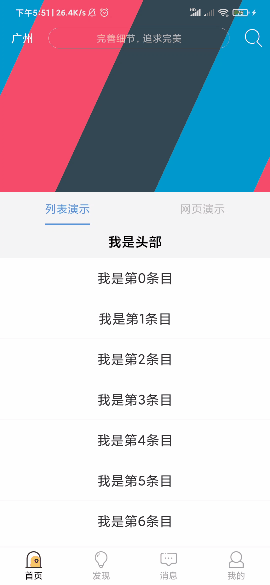 下午5:51 | 26.4K/s
广州
完善细节, 追求完美
列表演示 网页演示
我是头部
我是第0条目
我是第1条目
我是第2条目
我是第3条目
我是第4条目
我是第5条目
我是第6条目
首页 发现 消息 我的